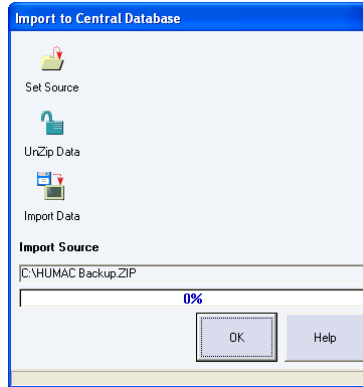 Import to Central Database
Set Source
UnZip Data
Import Data
Import Source
C:\HUMAC Backup.ZIP
0%
OK
Help